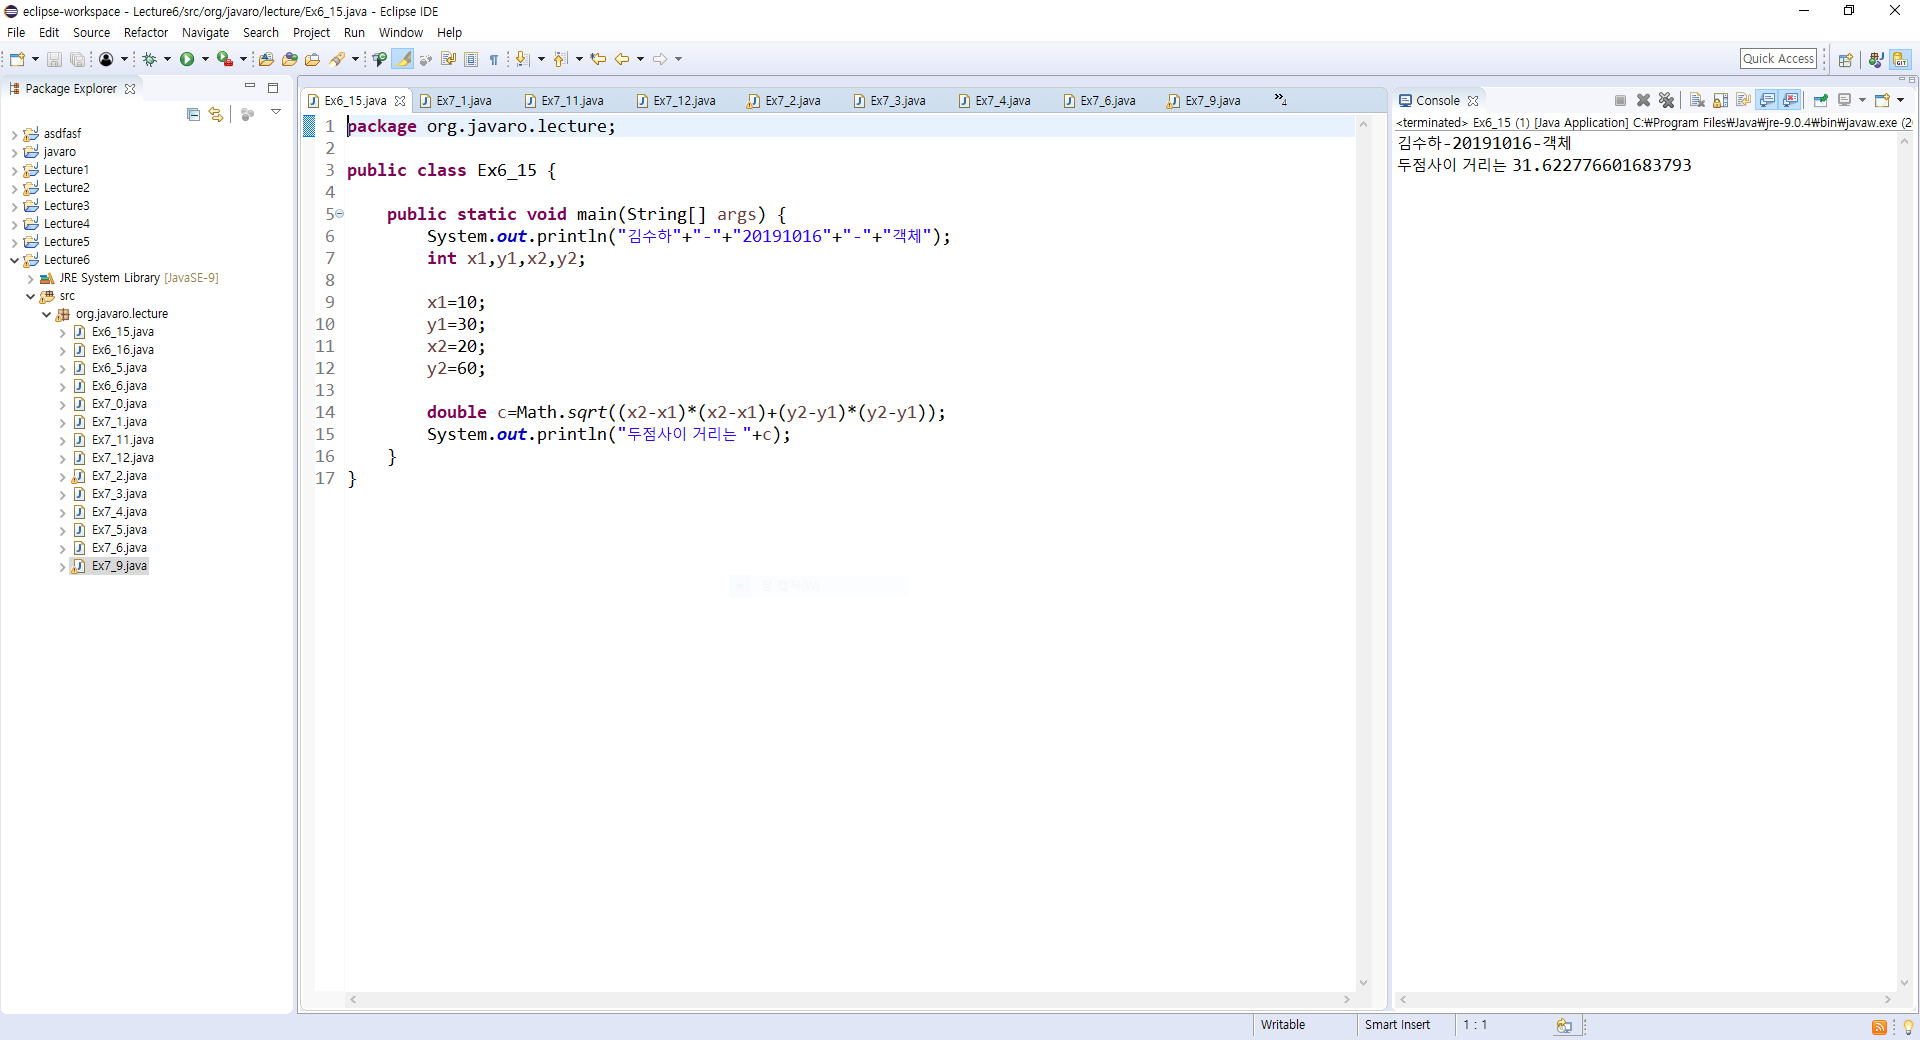 eclipse-workspace - Lecture6/src/org/javaro/lecture/Ex6_15.java - Eclipse IDE
File Edit Source Refactor Navigate Search Project Run Window Help
Quick Access
Package Explorer
asdfasf
javaro
Lecture1
Lecture2
Lecture3
Lecture4
Lecture5
Lecture6
JRE System Library [JavaSE-9]
src
org.javaro.lecture
Ex6_15.java
Ex6_16.java
Ex6_5.java
Ex6_6.java
Ex7_0.java
Ex7_1.java
Ex7_11.java
Ex7_12.java
Ex7_2.java
Ex7_3.java
Ex7_4.java
Ex7_5.java
Ex7_6.java
Ex7_9.java
Ex6_15.java Ex7_1.java Ex7_11.java Ex7_12.java Ex7_2.java Ex7_3.java Ex7_4.java Ex7_6.java Ex7_9.java »4
1 package org.javaro.lecture;
2
3 public class Ex6_15 {
4
5 public static void main(String[] args) {
6 System.out.println("김수하"+"-"+"20191016"+"-"+"객체");
7 int x1,y1,x2,y2;
8
9 x1=10;
10 y1=30;
11 x2=20;
12 y2=60;
13
14 double c=Math.sqrt((x2-x1)*(x2-x1)+(y2-y1)*(y2-y1));
15 System.out.println("두점사이 거리는 "+c);
16 }
17 }
Console
<terminated> Ex6_15 (1) [Java Application] C:₩Program Files₩Java₩jre-9.0.4₩bin₩javaw.exe (2
김수하-20191016-객체
두점사이 거리는 31.622776601683793
Writable Smart Insert 1 : 1